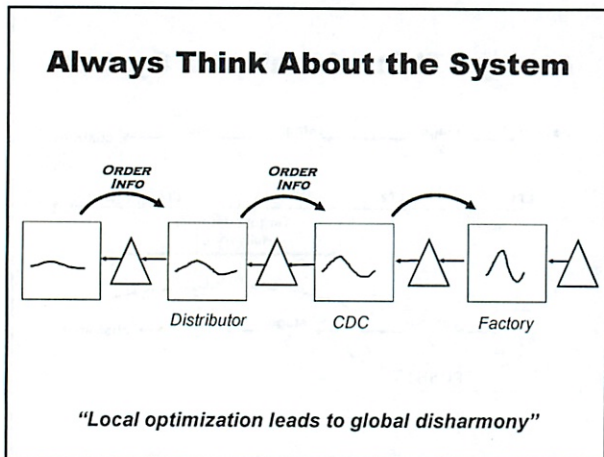 Always Think About the System
ORDER
INFO
ORDER
INFO
Distributor
CDC
Factory
“Local optimization leads to global disharmony”